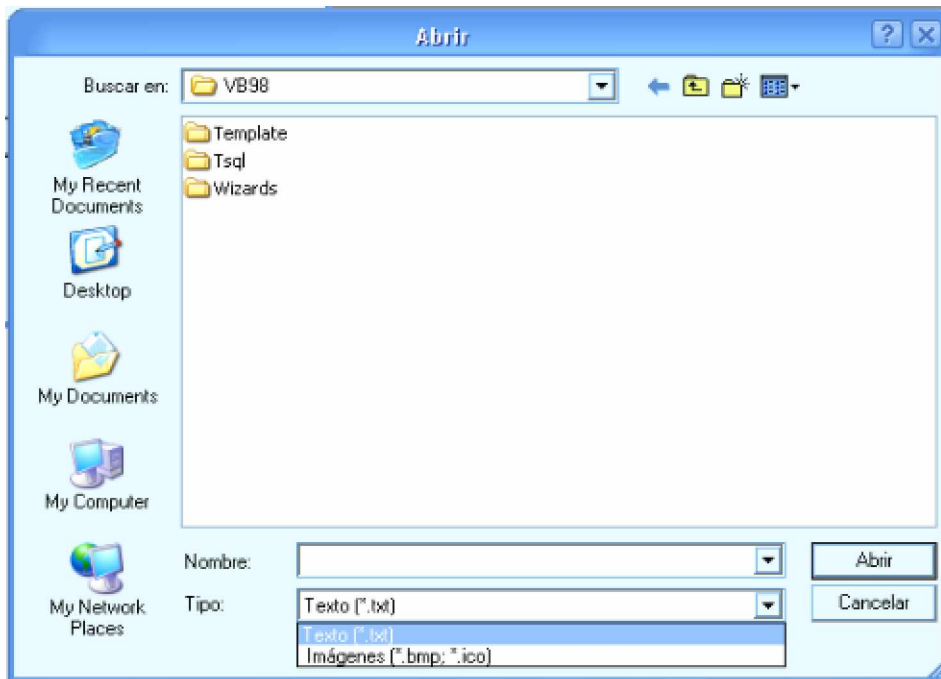 Abrir
Buscar en: VB98
Template
Tsql
Wizards
My Recent
Documents
Desktop
My Documents
My Computer
My Network
Places
Nombre:
Abrir
Tipo: Texto (*.txt)
Cancelar
Texto (*.txt)
Imágenes (*.bmp; *.ico)